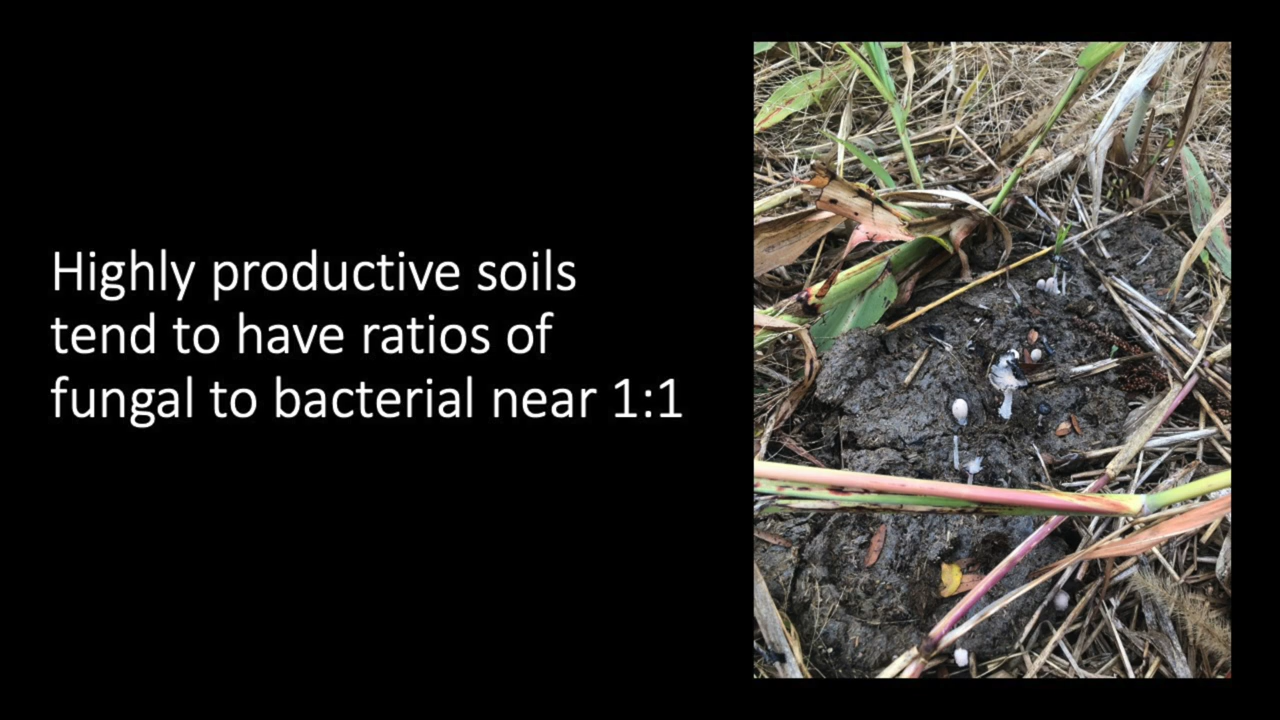 Highly productive soils
tend to have ratios of
fungal to bacterial near 1:1